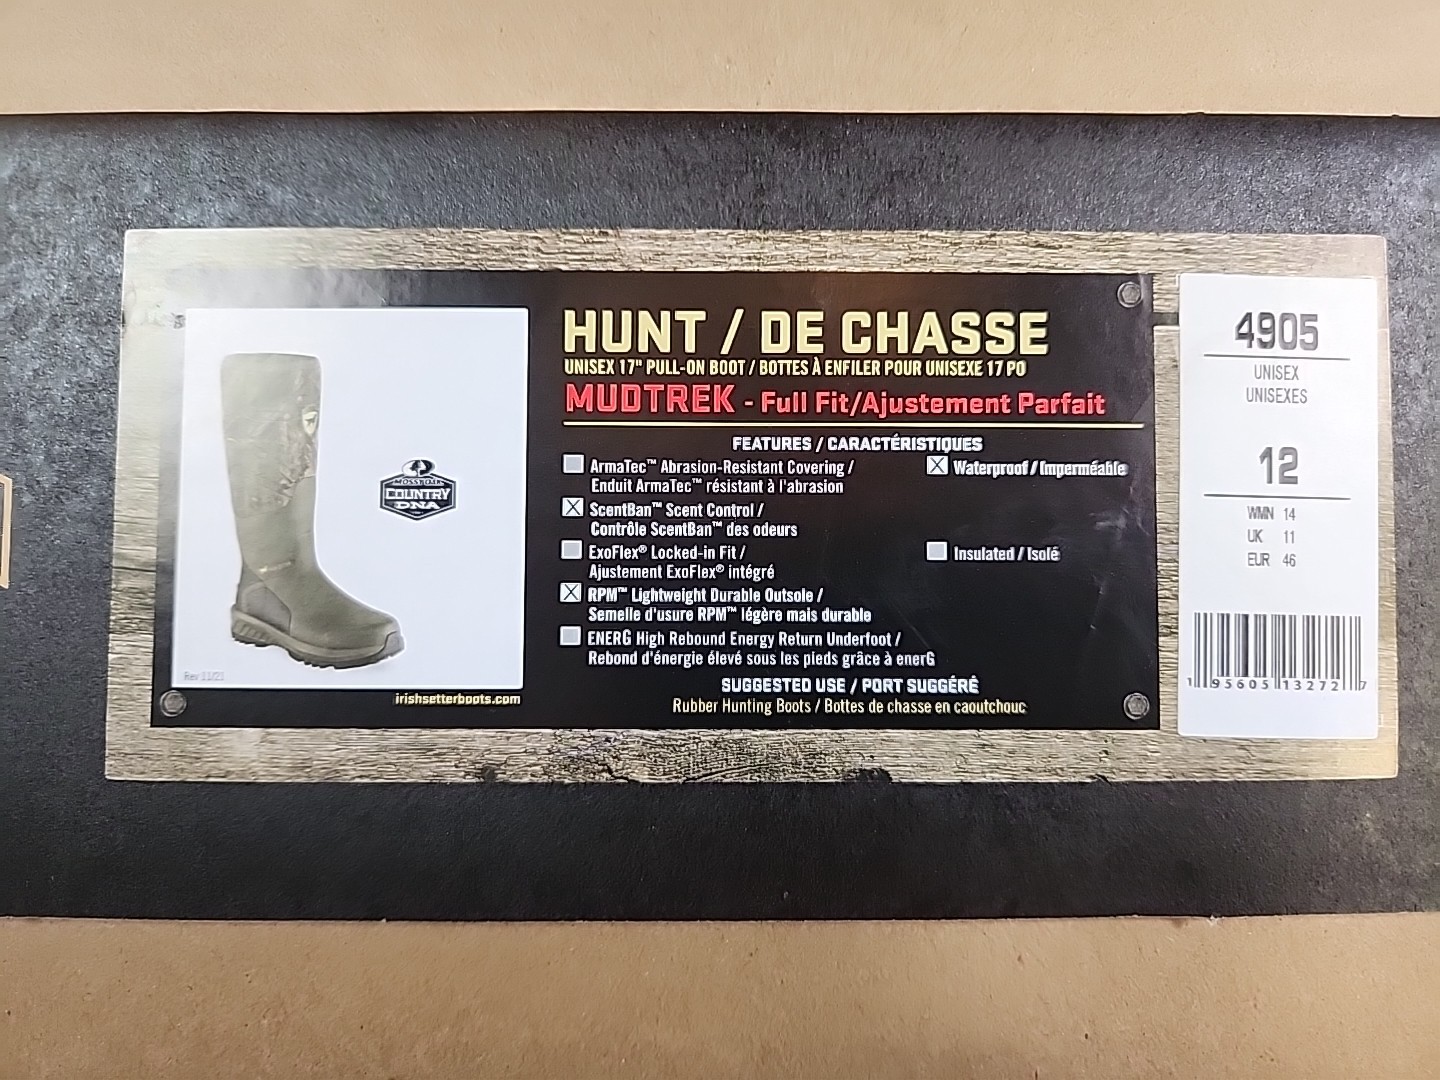 HUNT / DE CHASSE
UNISEX 17" PULL-ON BOOT / BOTTES À ENFILER POUR UNISEXE 17 PO
MUDTREK - Full Fit/Ajustement Parfait
FEATURES / CARACTÉRISTIQUES
ArmaTec™ Abrasion-Resistant Covering /
Enduit ArmaTec™ résistant à l'abrasion
ScentBan™ Scent Control /
Contrôle ScentBan™ des odeurs
ExoFlex® Locked-in Fit /
Ajustement ExoFlex® intégré
RPM™ Lightweight Durable Outsole /
Semelle d'usure RPM™ légère mais durable
ENERG High Rebound Energy Return Underfoot /
Rebond d'énergie élevé sous les pieds grâce à enerG
Waterproof / Imperméable
Insulated / Isolé
SUGGESTED USE / PORT SUGGÉRÉ
Rubber Hunting Boots / Bottes de chasse en caoutchouc
MOSSY OAK
COUNTRY
DNA
Rev 11/21
irishsetterboots.com
4905
UNISEX
UNISEXES
12
WMN 14
UK 11
EUR 46
1 95605 13272 7